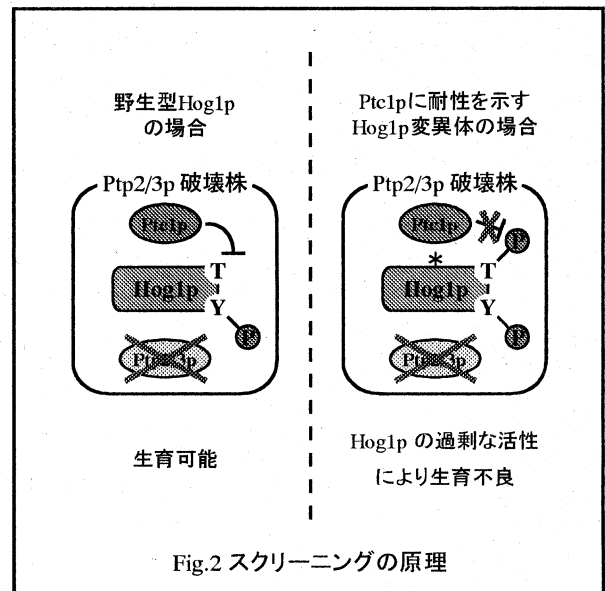 野生型Hog1p
の場合
Ptp2/3p 破壊株
Ptc1p
T
Hog1p
Y
P
Ptp2/3p
生育可能
Ptc1pに耐性を示す
Hog1p変異体の場合
Ptp2/3p 破壊株
Ptc1p
P
*
T
Hog1p
Y
P
Ptp2/3p
Hog1p の過剰な活性
により生育不良
Fig.2 スクリーニングの原理